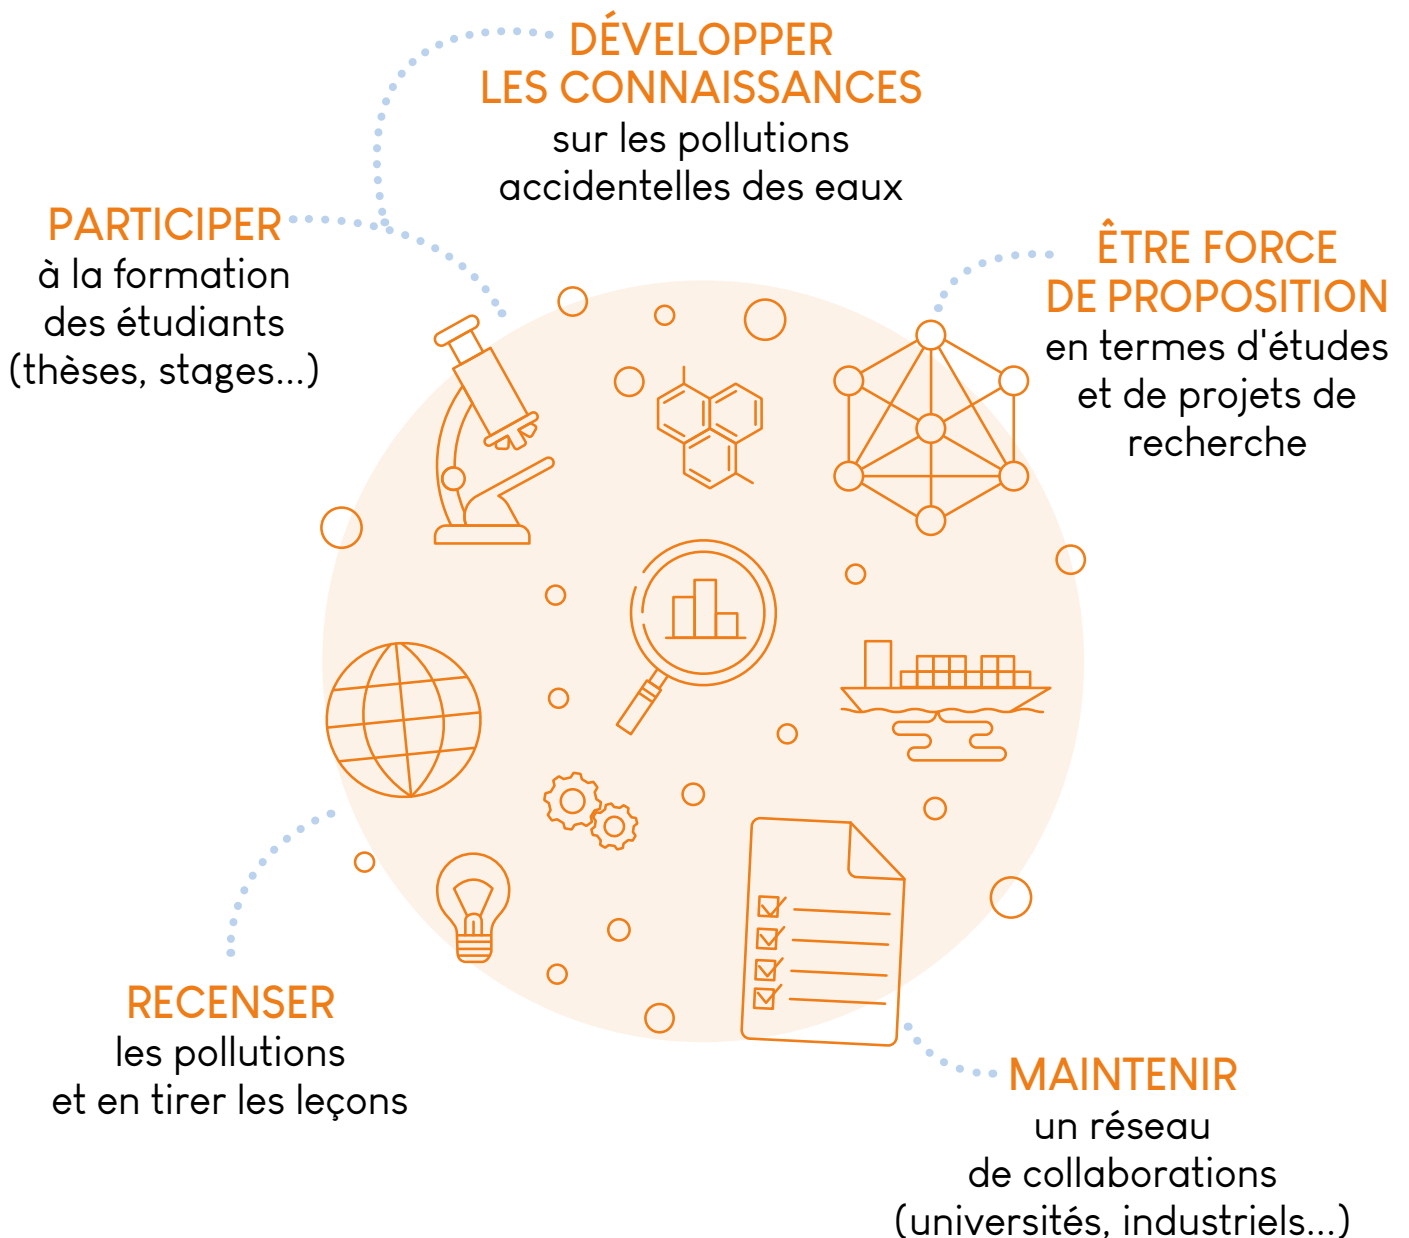 DÉVELOPPER
LES CONNAISSANCES
sur les pollutions
accidentelles des eaux
PARTICIPER
à la formation
des étudiants
(thèses, stages...)
ÊTRE FORCE
DE PROPOSITION
en termes d'études
et de projets de
recherche
RECENSER
les pollutions
et en tirer les leçons
MAINTENIR
un réseau
de collaborations
(universités, industriels...)